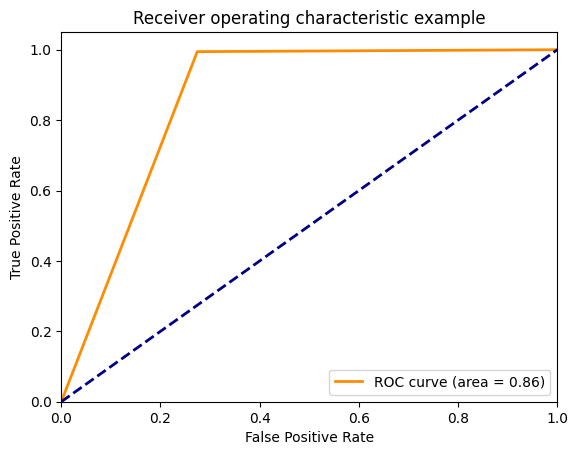 Receiver operating characteristic example
True Positive Rate
1.0
0.8
0.6
0.4
0.2
0.0
ROC curve (area = 0.86)
0.0 0.2 0.4 0.6 0.8 1.0
False Positive Rate